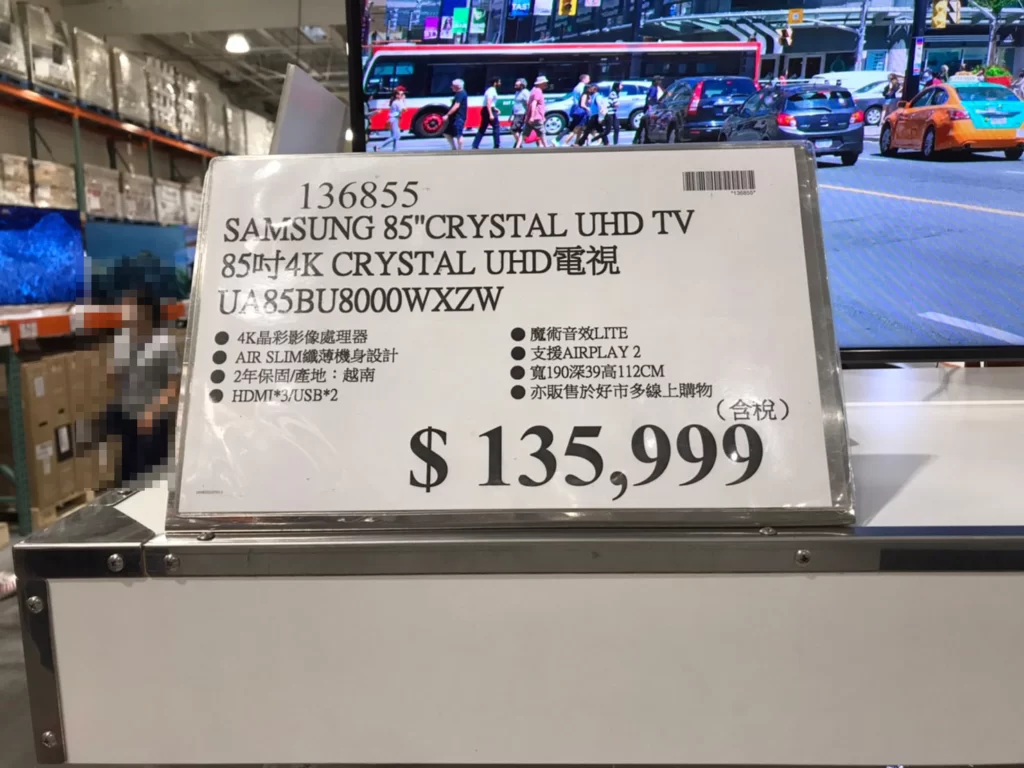 136855
"136855"
SAMSUNG 85"CRYSTAL UHD TV
85吋4K CRYSTAL UHD電視
UA85BU8000WXZW
● 4K晶彩影像處理器
● AIR SLIM纖薄機身設計
● 2年保固/產地：越南
● HDMI*3/USB*2
● 魔術音效LITE
● 支援AIRPLAY 2
● 寬190深39高112CM
● 亦販售於好市多線上購物
（含稅）
$ 135,999